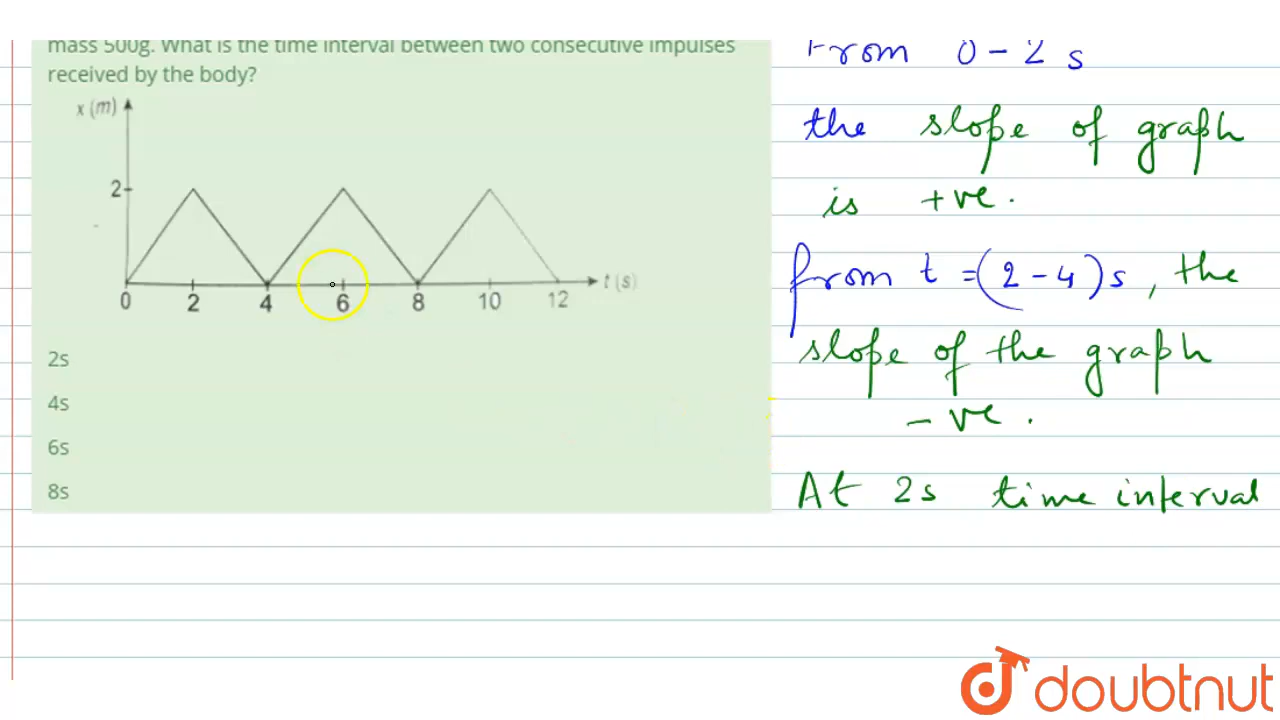 mass 500g. What is the time interval between two consecutive impulses
received by the body?
x (m)
2
0 2 4 6 8 10 12 t (s)
2s
4s
6s
8s
From 0 - 2 s
the slope of graph
is +ve.
from t = (2 - 4) s, the
slope of the graph
- ve.
At 2s time interval
doubtnut